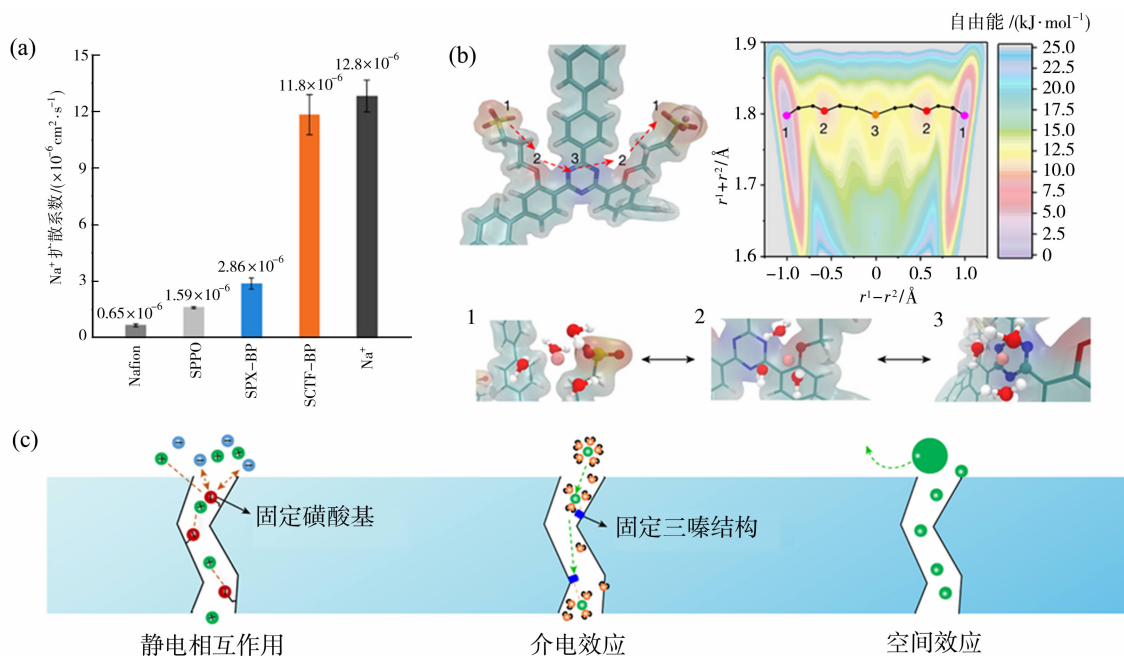 (a)
Na⁺ 扩散系数/(×10⁻⁶ cm²·s⁻¹)
15
12
9
6
3
0
0.65×10⁻⁶
1.59×10⁻⁶
2.86×10⁻⁶
11.8×10⁻⁶
12.8×10⁻⁶
Nafion
SPPO
SPX-BP
SCTF-BP
Na⁺
(b)
1
2
3
2
1
自由能 /(kJ·mol⁻¹)
1.9
1.8
1.7
1.6
r¹+r²/Å
1
2
3
2
1
-1.0
-0.5
0
0.5
1.0
r¹-r²/Å
25.0
22.5
20.0
17.5
15.0
12.5
10.0
7.5
5.0
2.5
0
1
2
3
(c)
固定磺酸基
固定三嗪结构
静电相互作用
介电效应
空间效应